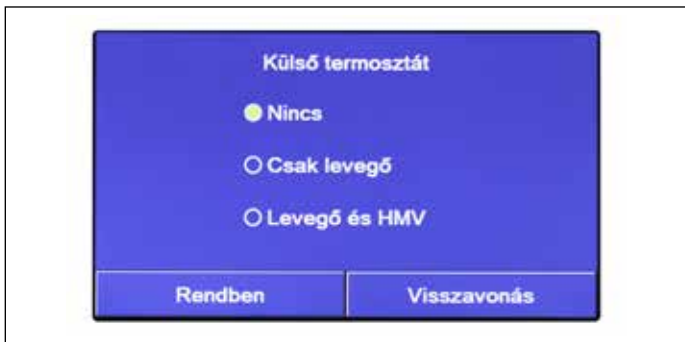 Külső termosztát
Nincs
Csak levegő
Levegő és HMV
Rendben
Visszavonás